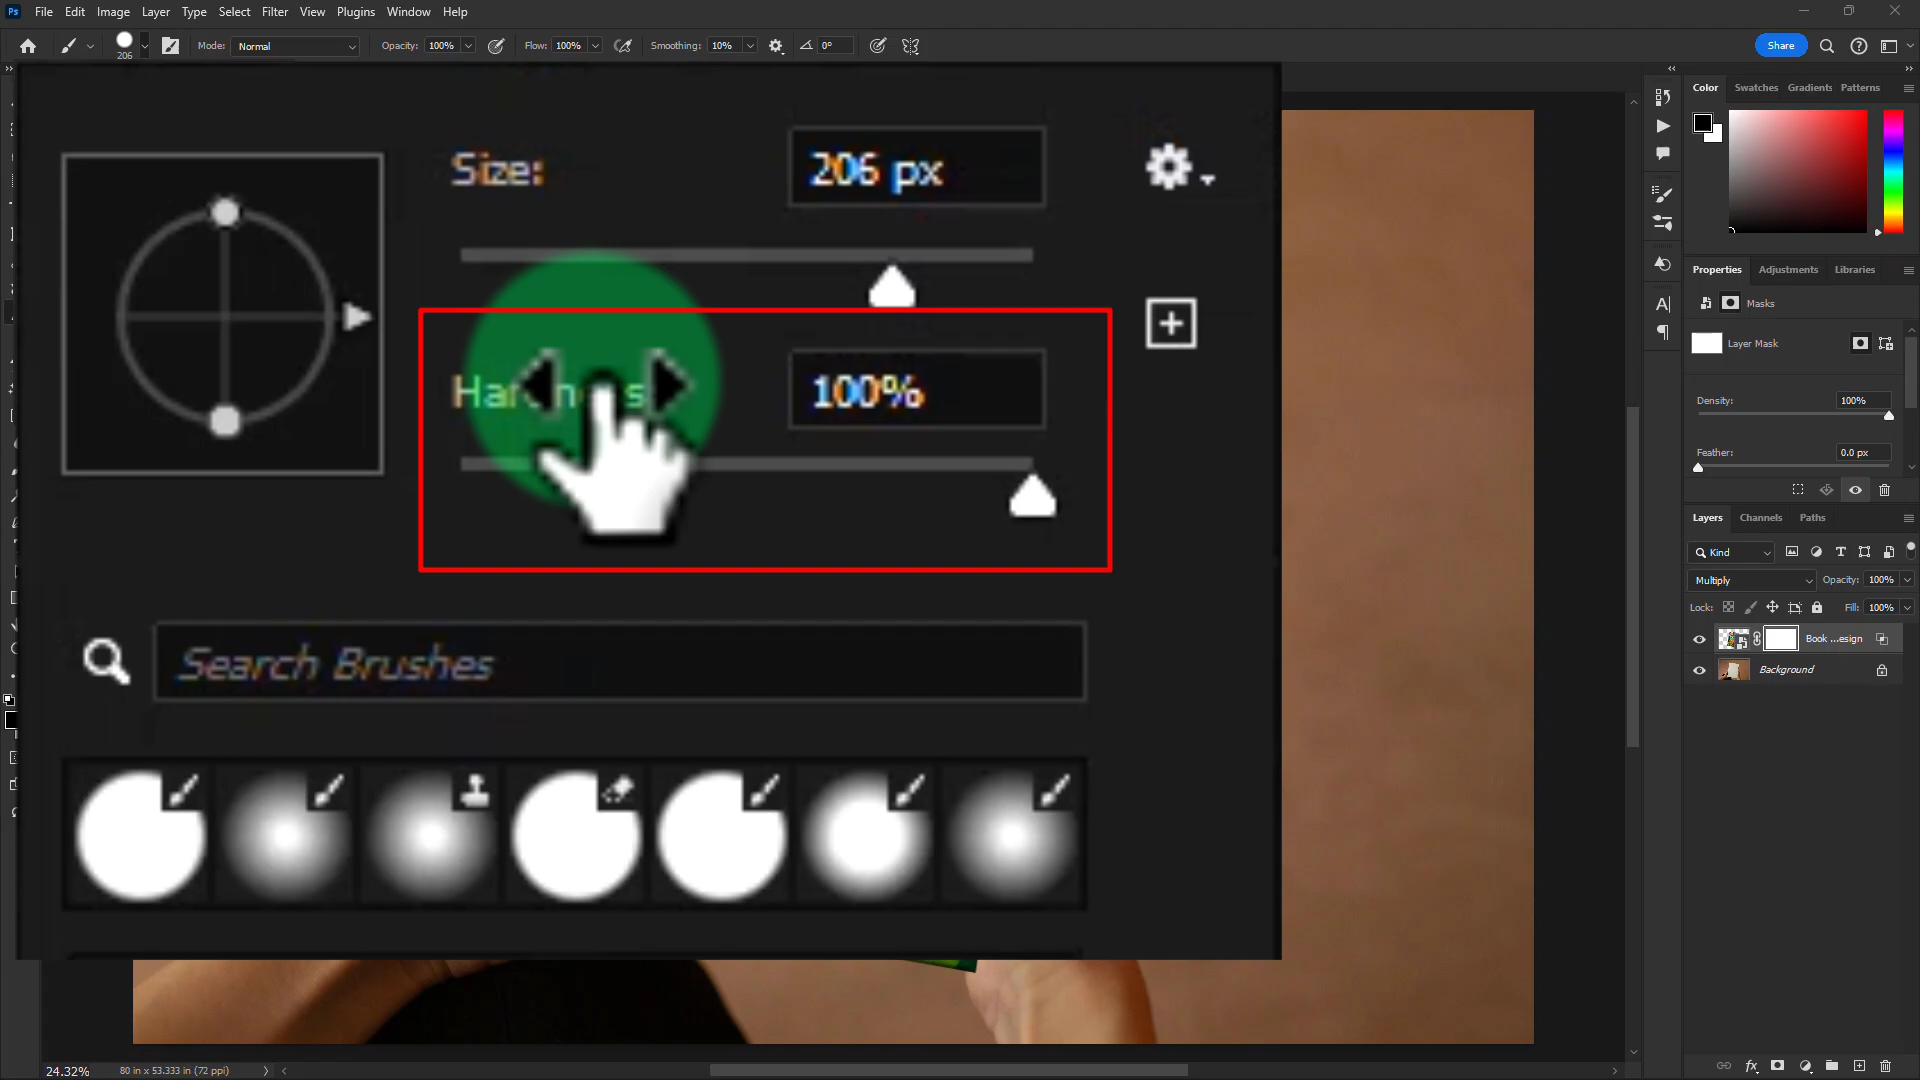 Ps File Edit Image Layer Type Select Filter View Plugins Window Help
206 Mode: Normal Opacity: 100% Flow: 100% Smoothing: 10% 0° Share
Color Swatches Gradients Patterns
Size: 206 px
100%
Search Brushes
Properties Adjustments Libraries
Masks
Layer Mask
Density: 100%
Feather: 0.0 px
Layers Channels Paths
Kind
Multiply Opacity: 100%
Lock: Fill: 100%
Book ...esign
Background
24.32% 80 in x 53.333 in (72 ppi)